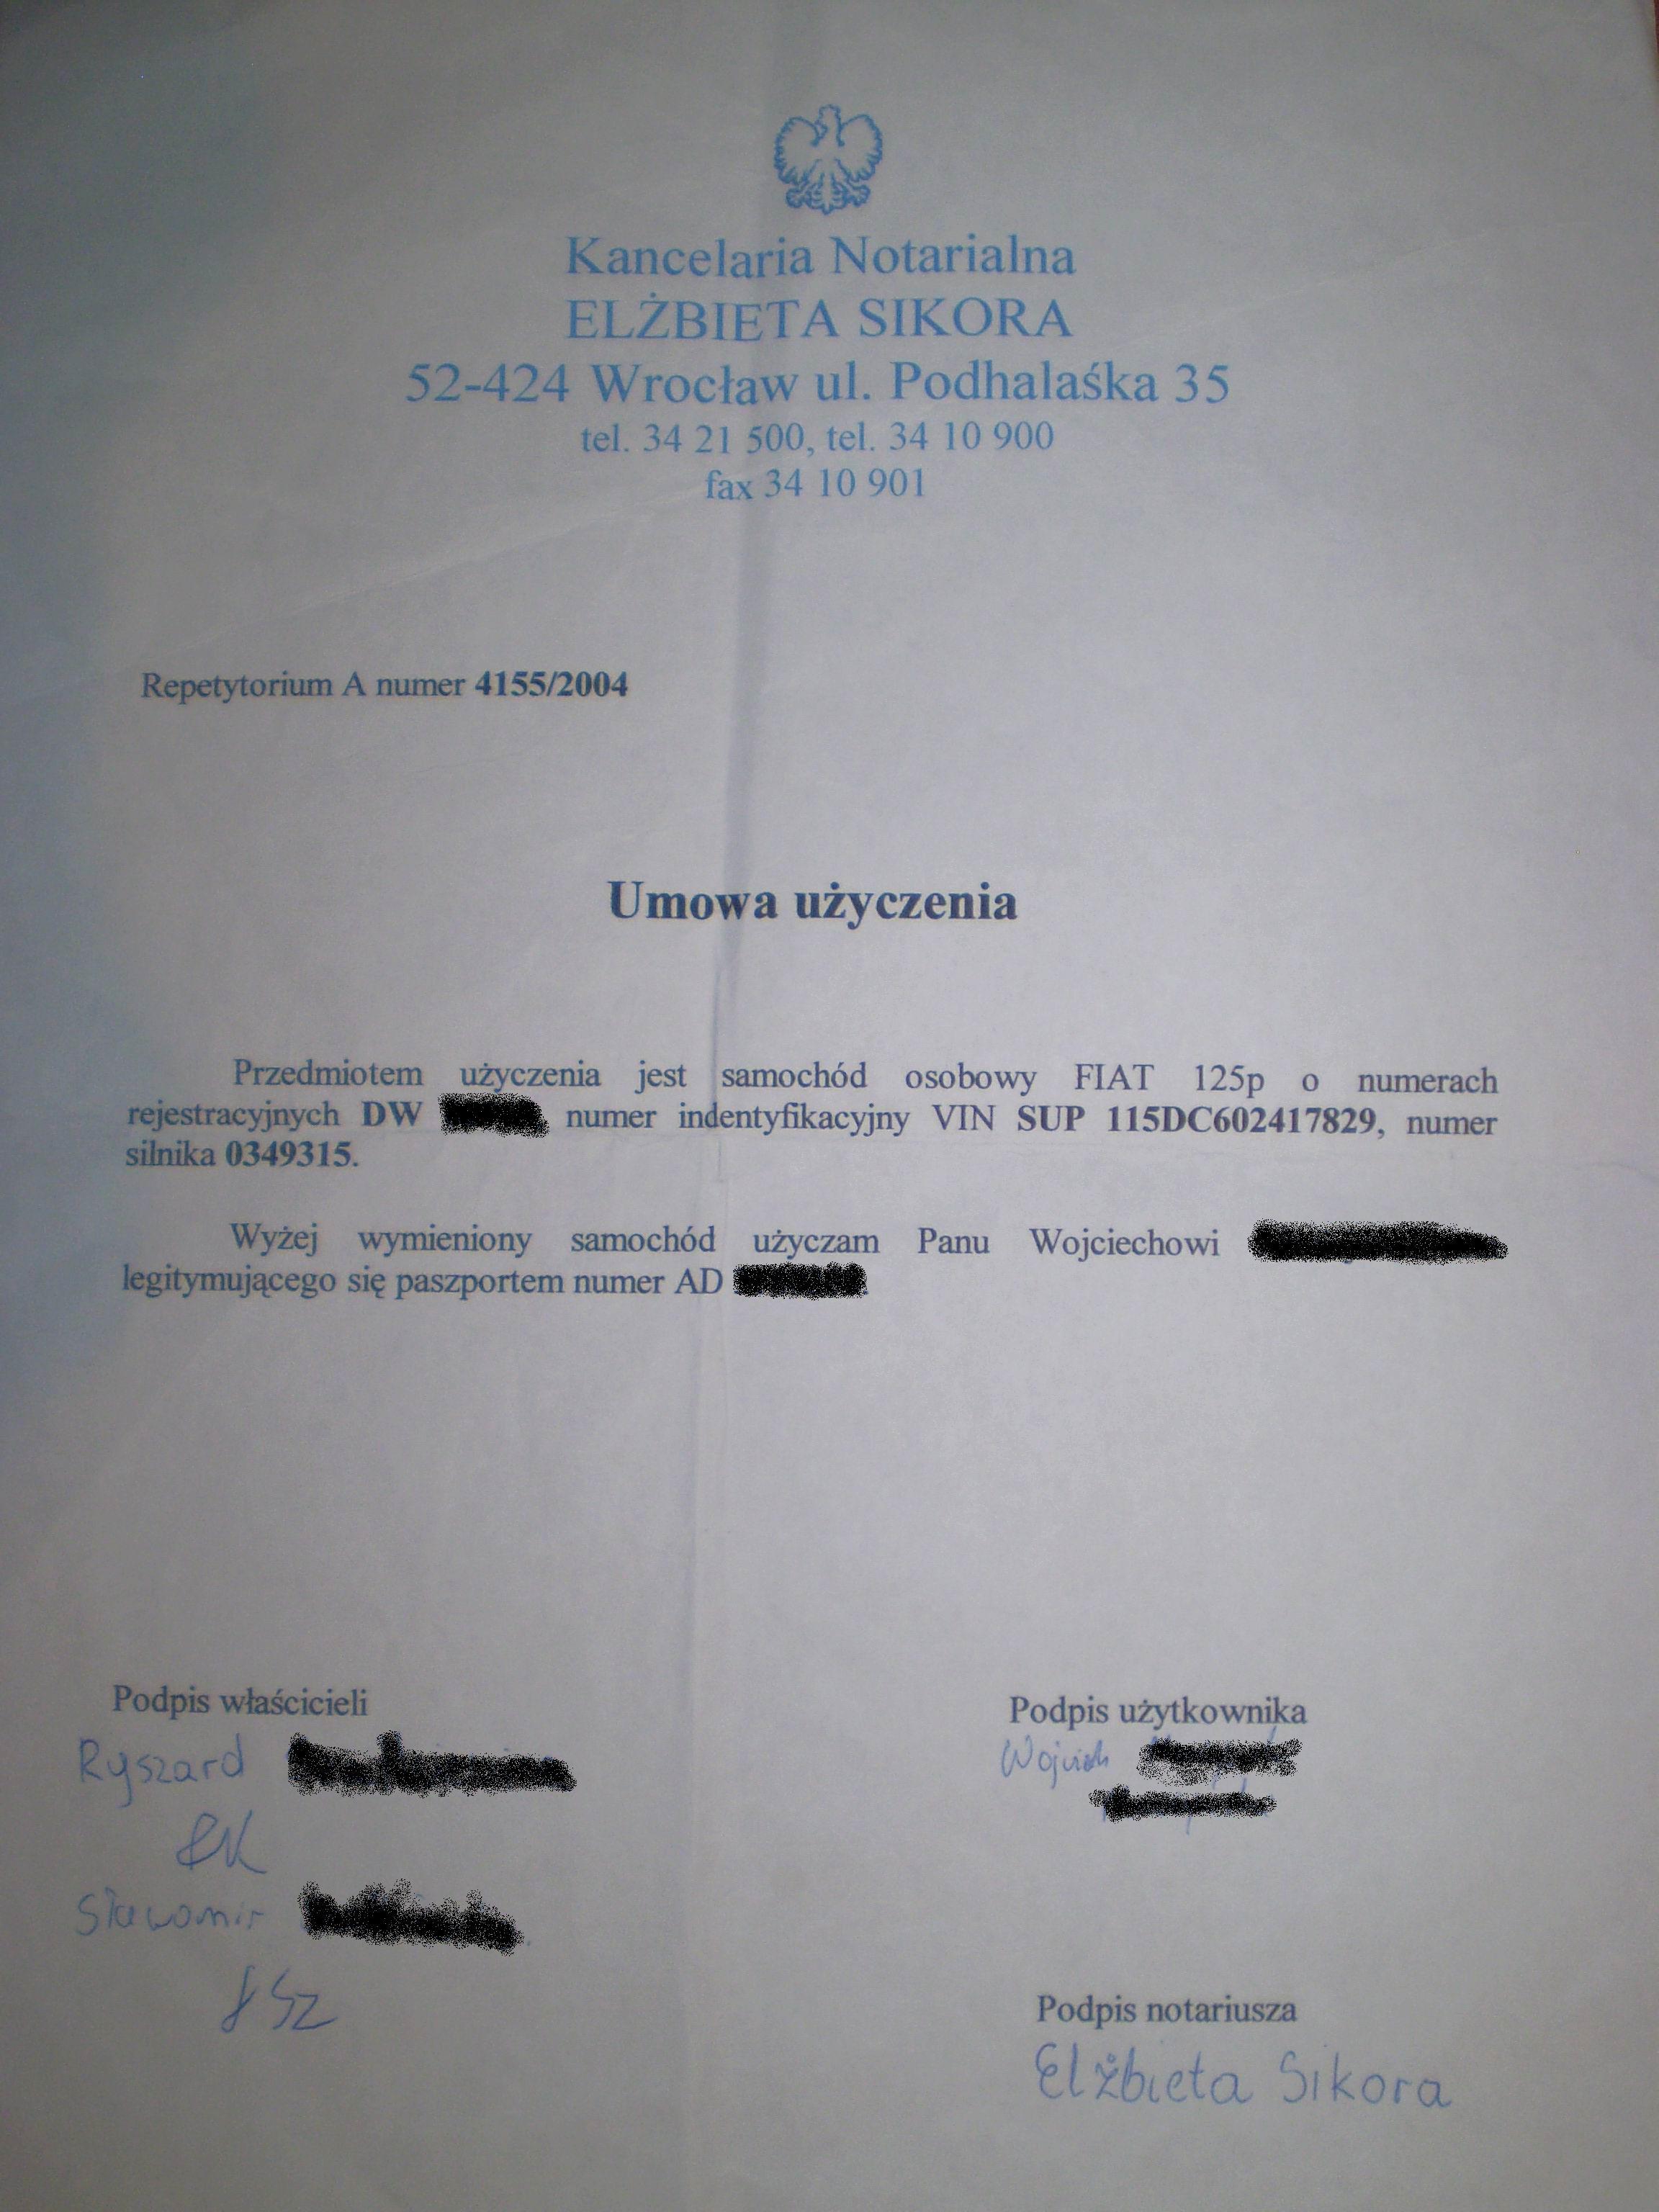 Kancelaria Notarialna
ELŻBIETA SIKORA
52-424 Wrocław ul. Podhalaśka 35
tel. 34 21 500, tel. 34 10 900
fax 34 10 901
Repetytorium A numer 4155/2004
Umowa użyczenia
Przedmiotem użyczenia jest samochód osobowy FIAT 125p o numerach
rejestracyjnych DW numer indentyfikacyjny VIN SUP 115DC602417829, numer
silnika 0349315.
Wyżej wymieniony samochód użyczam Panu Wojciechowi
legitymującego się paszportem numer AD
Podpis właścicieli
Ryszard
RK
Sławomir
SSz
Podpis użytkownika
Wojciech
Podpis notariusza
Elżbieta Sikora